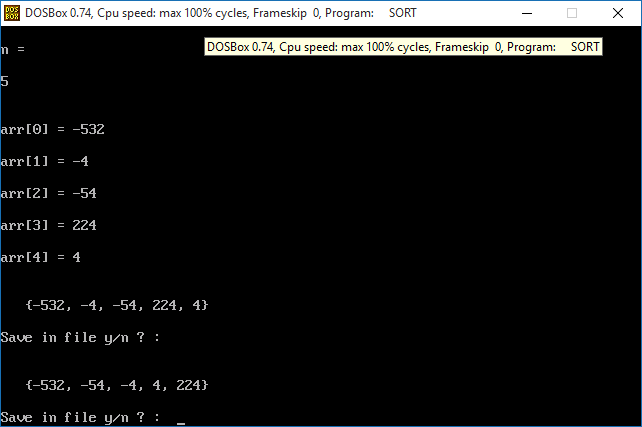 DOS
BOX
DOSBox 0.74, Cpu speed: max 100% cycles, Frameskip 0, Program: SORT
DOSBox 0.74, Cpu speed: max 100% cycles, Frameskip 0, Program: SORT
n =
5
arr[0] = -532
arr[1] = -4
arr[2] = -54
arr[3] = 224
arr[4] = 4
{-532, -4, -54, 224, 4}
Save in file y/n ? :
{-532, -54, -4, 4, 224}
Save in file y/n ? : _